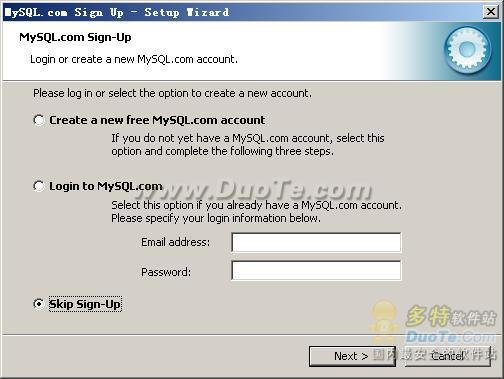 MySQL.com Sign Up - Setup Wizard
MySQL.com Sign-Up
Login or create a new MySQL.com account.
Please log in or select the option to create a new account.
Create a new free MySQL.com account
If you do not yet have a MySQL.com account, select this
option and complete the following three steps.
Login to MySQL.com
www.DuoTe.com
Select this option if you already have a MySQL.com account.
Please specify your login information below.
Email address:
Password:
Skip Sign-Up
多特软件站
DuoTe.com
国内最安全的软件站
Next >
Cancel